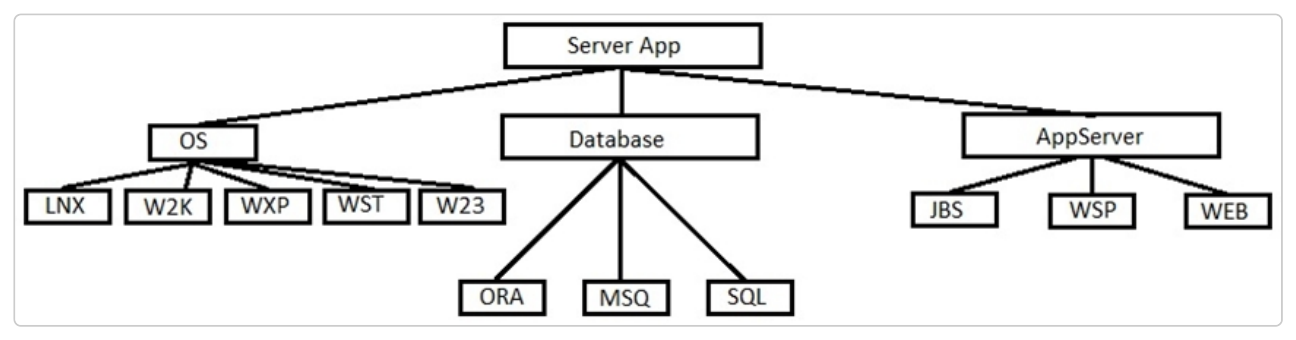 Server App
OS
Database
AppServer
LNX
W2K
WXP
WST
W23
JBS
WSP
WEB
ORA
MSQ
SQL